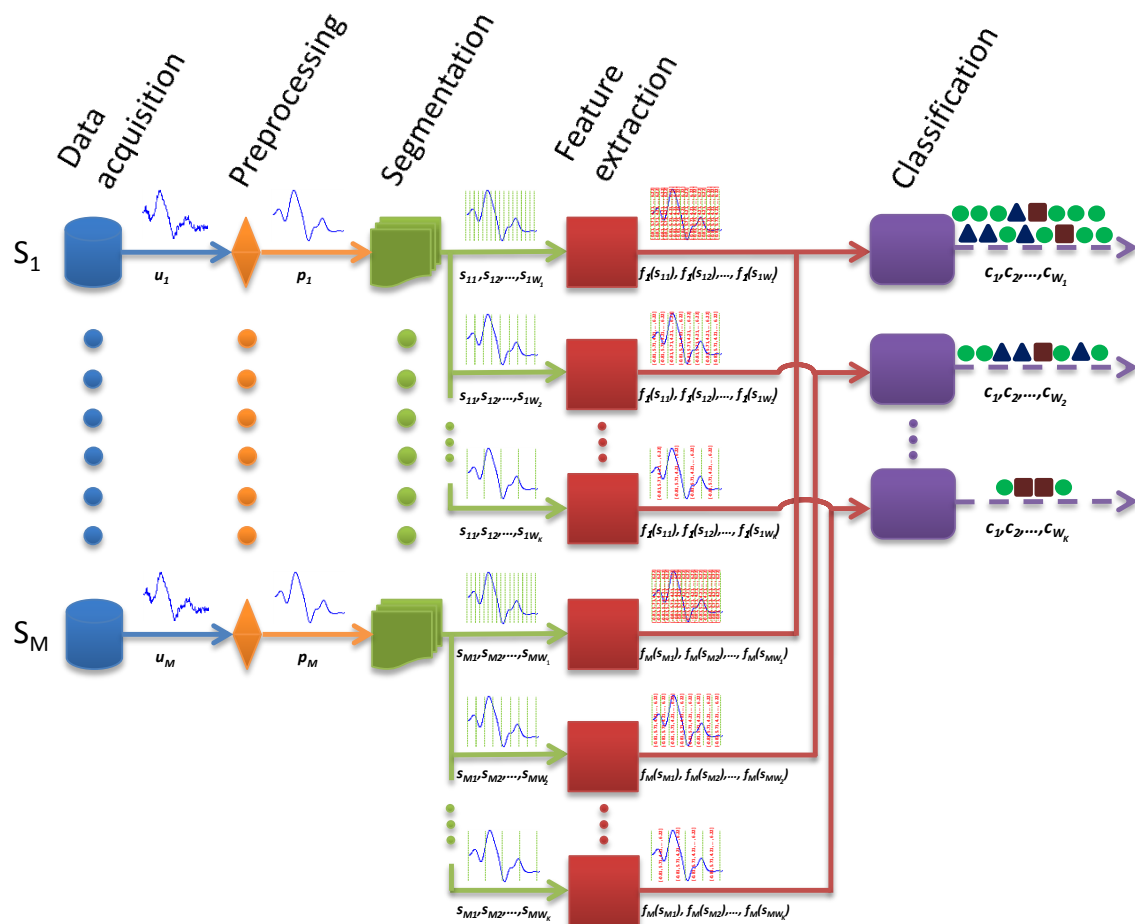 Data acquisition
Preprocessing
Segmentation
Feature extraction
Classification
S1
u1
p1
s11,s12,...,s1W1
f1(s11), f1(s12),..., f1(s1W1)
c1,c2,...,cW1
s11,s12,...,s1W2
f1(s11), f1(s12),..., f1(s1W2)
c1,c2,...,cW2
s11,s12,...,s1WK
f1(s11), f1(s12),..., f1(s1WK)
c1,c2,...,cWK
SM
uM
pM
sM1,sM2,...,sMW1
fM(sM1), fM(sM2),..., fM(sMW1)
sM1,sM2,...,sMW2
fM(sM1), fM(sM2),..., fM(sMW2)
sM1,sM2,...,sMWK
fM(sM1), fM(sM2),..., fM(sMWK)